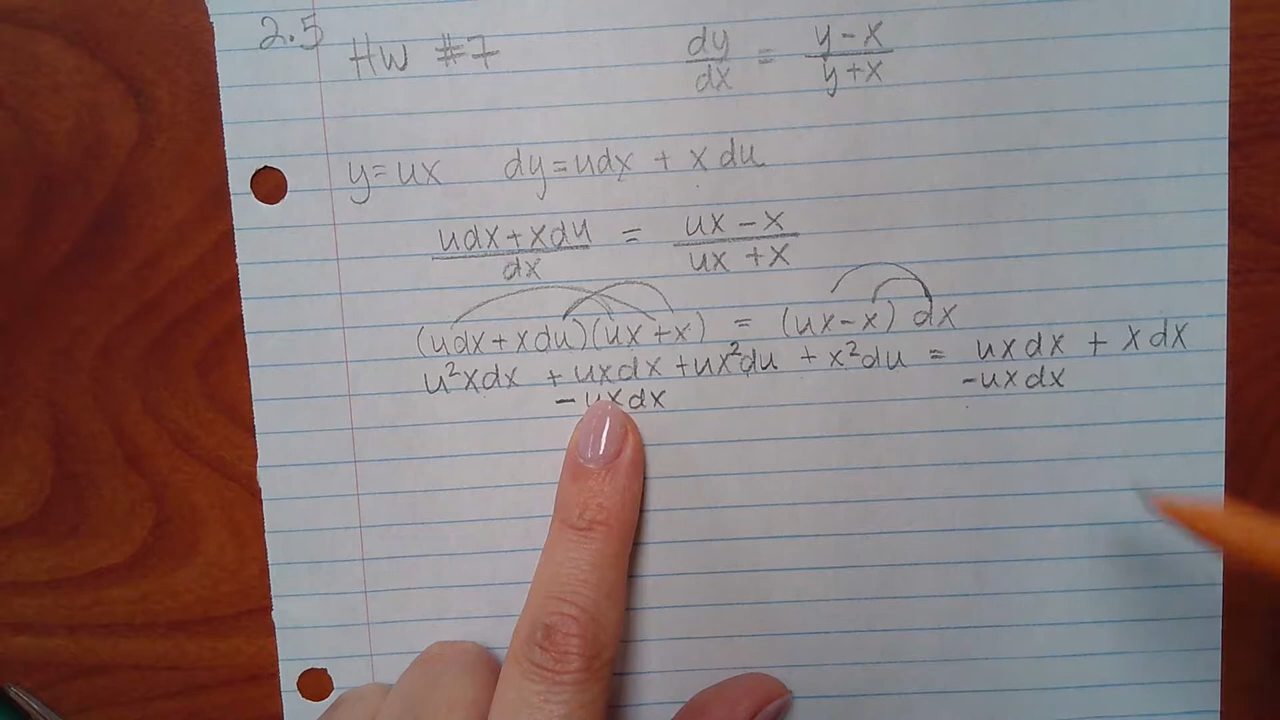 2.5 HW #7 dy/dx = y-x/y+x
y=ux dy=udx + xdu
udx+xdu/dx = ux-x/ux+x
(udx+xdu)(ux+x) = (ux-x)dx
u²xdx + uxdx + ux²du + x²du = uxdx + xdx
-uxdx -uxdx